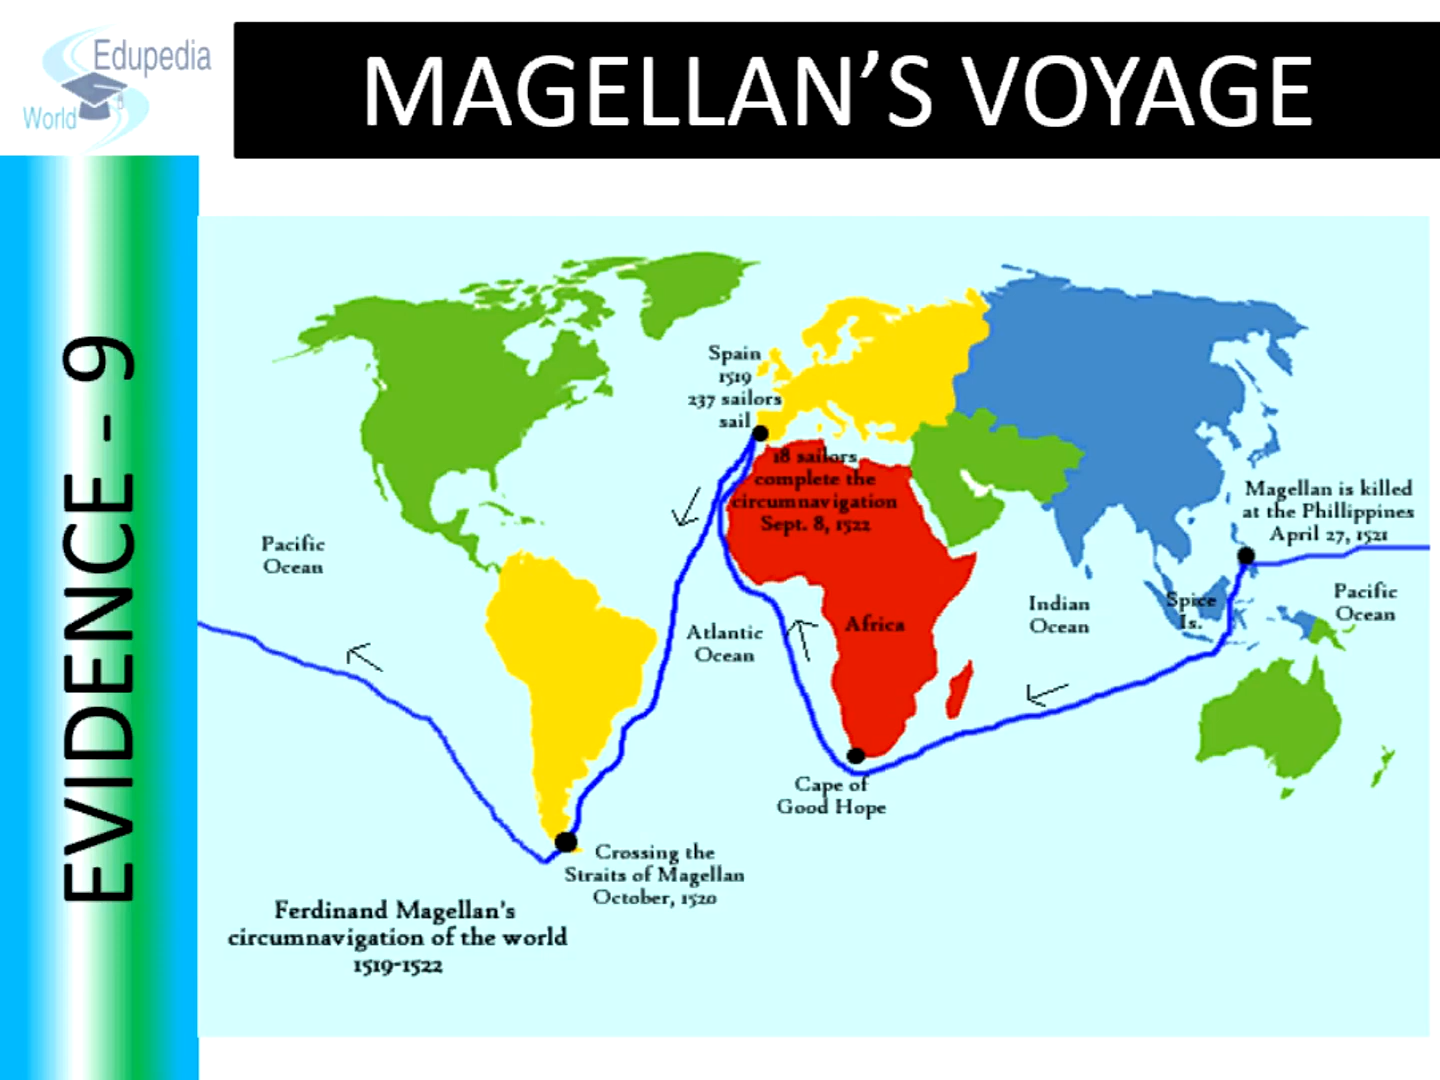 Edupedia
World
MAGELLAN'S VOYAGE
EVIDENCE - 9
Spain
1519
237 sailors
sail
18 sailors
complete the
circumnavigation
Sept. 8, 1522
Magellan is killed
at the Phillippines
April 27, 1521
Pacific
Ocean
Atlantic
Ocean
Africa
Indian
Ocean
Spice
Is.
Pacific
Ocean
Cape of
Good Hope
Crossing the
Straits of Magellan
October, 1520
Ferdinand Magellan's
circumnavigation of the world
1519-1522